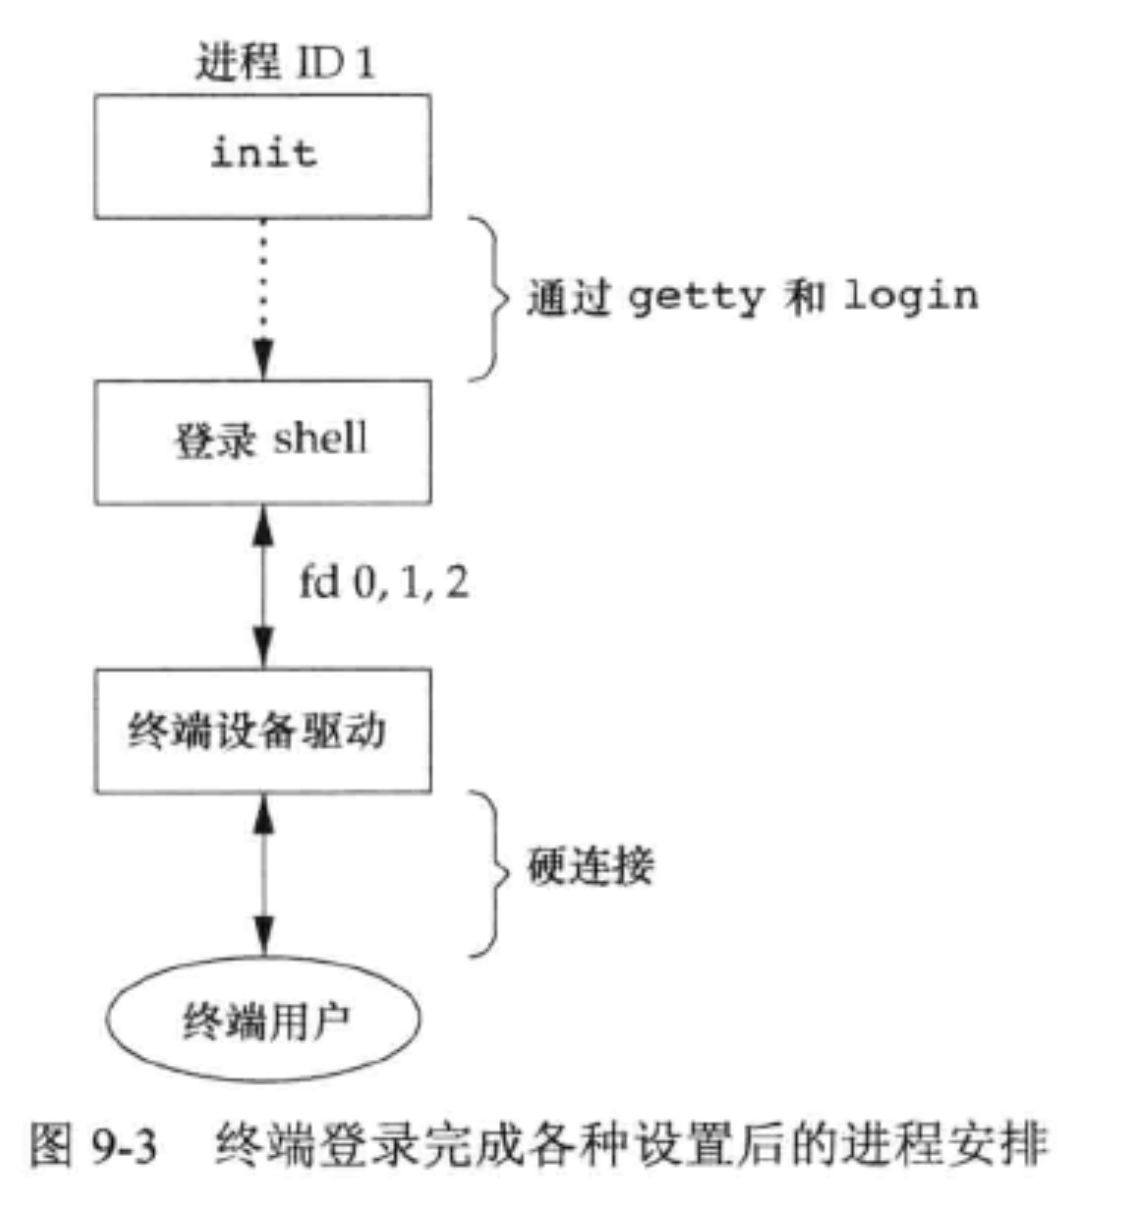 进程 ID 1
init
通过 getty 和 login
登录 shell
fd 0, 1, 2
终端设备驱动
硬连接
终端用户
图 9-3 终端登录完成各种设置后的进程安排